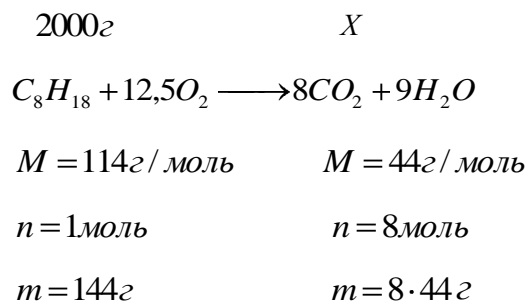 2000г X
C₈H₁₈ + 12,5O₂ ⟶ 8CO₂ + 9H₂O
M = 114г / моль M = 44г / моль
n = 1моль n = 8моль
m = 144г m = 8·44г